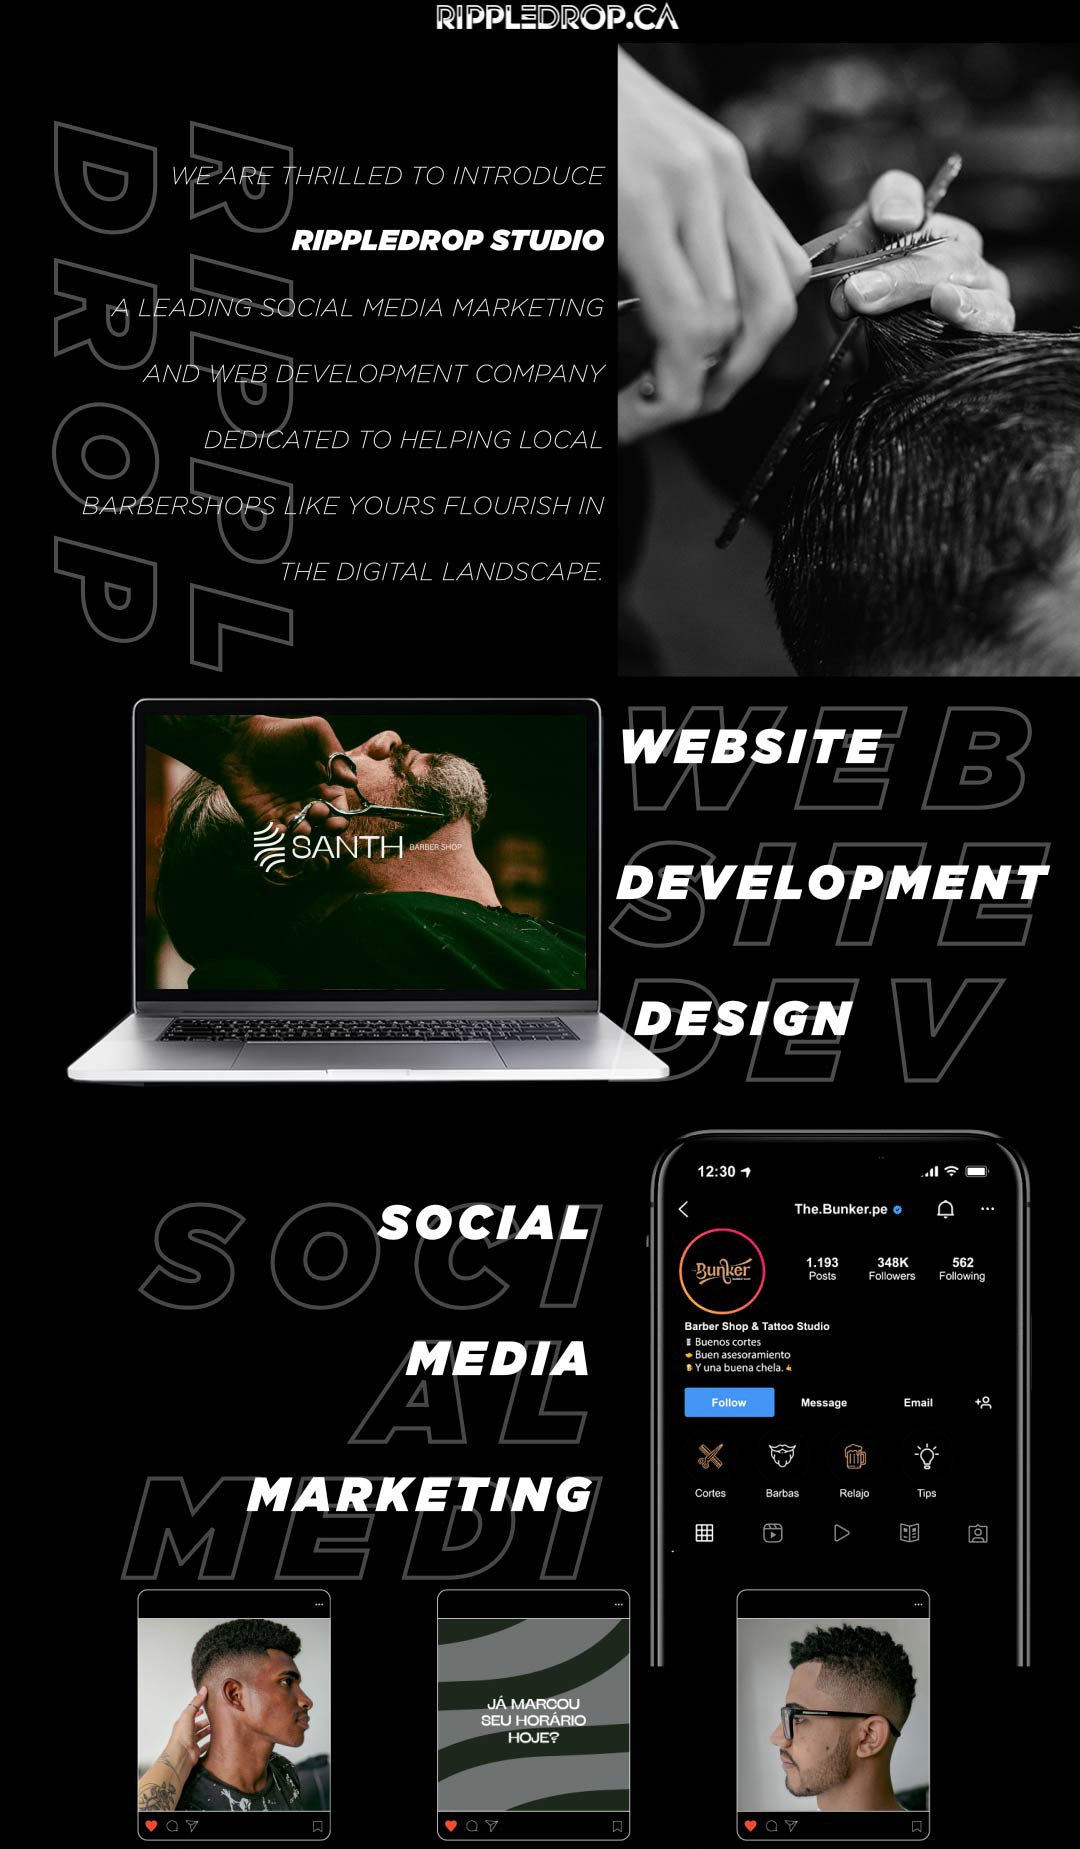 RIPPLEDROP.CA
RIPPL
DROP
WE ARE THRILLED TO INTRODUCE
RIPPLEDROP STUDIO
A LEADING SOCIAL MEDIA MARKETING
AND WEB DEVELOPMENT COMPANY
DEDICATED TO HELPING LOCAL
BARBERSHOPS LIKE YOURS FLOURISH IN
THE DIGITAL LANDSCAPE.
SANTH BARBER SHOP
WEB
SITE
DEV
WEBSITE
DEVELOPMENT
DESIGN
SOCI
AL
MEDI
SOCIAL
MEDIA
MARKETING
12:30
The.Bunker.pe
Bunker
1.193 348K 562
Posts Followers Following
Barber Shop & Tattoo Studio
Buenos cortes
Buen asesoramiento
Y una buena chela.
Follow Message Email
Cortes Barbas Relajo Tips
JÁ MARCOU
SEU HORÁRIO
HOJE?